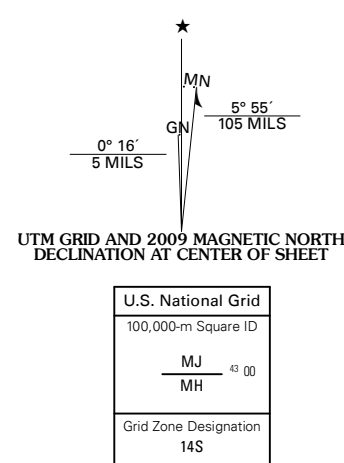 ★
MN
5° 55´
105 MILS
GN
0° 16´
5 MILS
UTM GRID AND 2009 MAGNETIC NORTH
DECLINATION AT CENTER OF SHEET
U.S. National Grid
100,000-m Square ID
MJ
43 00
MH
Grid Zone Designation
14S